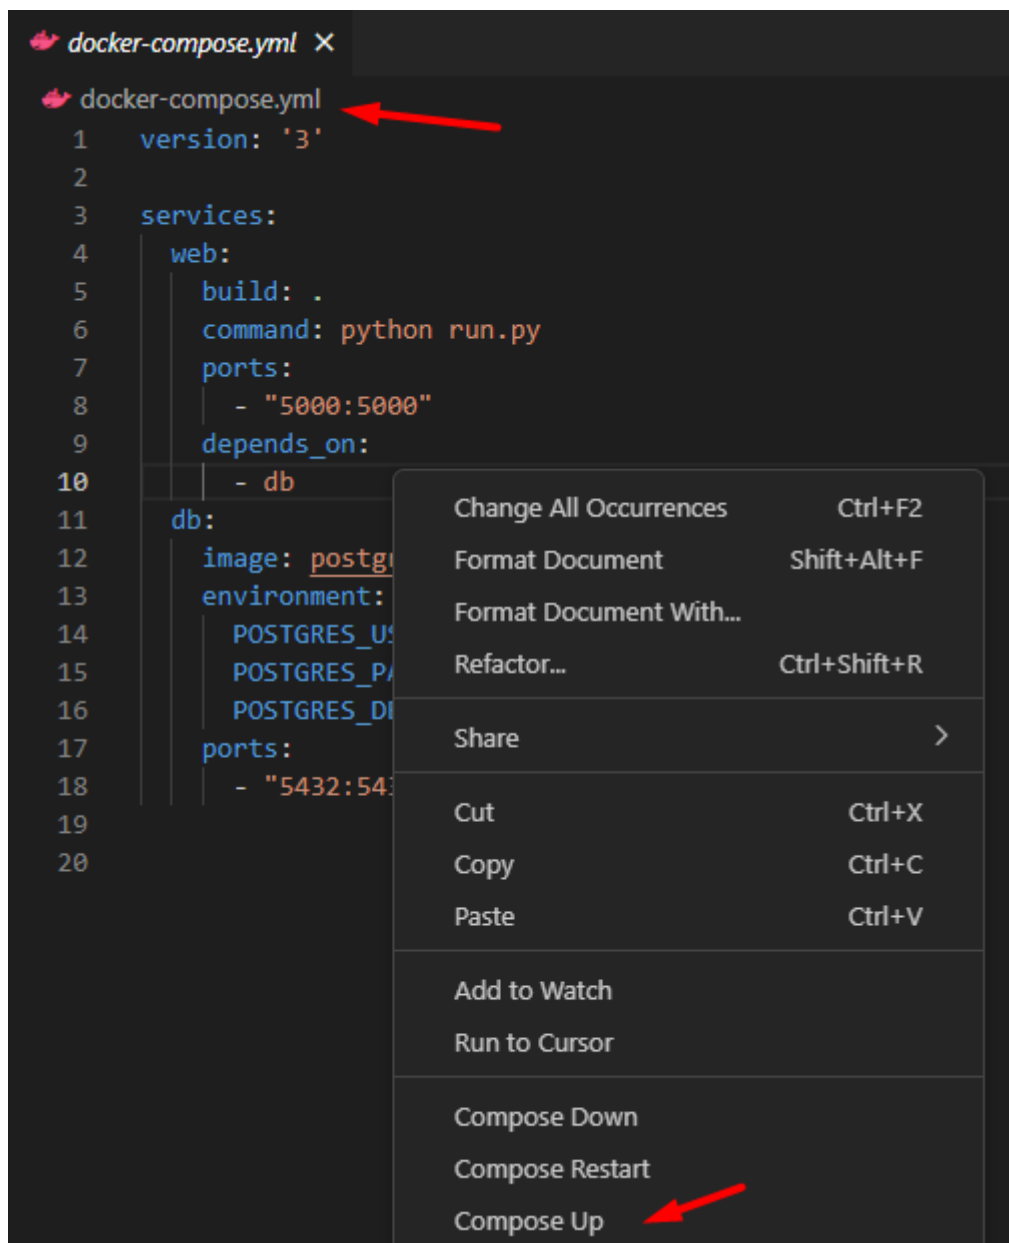 docker-compose.yml ×
docker-compose.yml
1 version: '3'
2
3 services:
4 web:
5 build: .
6 command: python run.py
7 ports:
8 - "5000:5000"
9 depends_on:
10 - db
11 db:
12 image:
13 environment:
14
15
16
17 ports:
18 -
19
20
Change All Occurrences Ctrl+F2
Format Document Shift+Alt+F
Format Document With...
Refactor... Ctrl+Shift+R
Share
Cut Ctrl+X
Copy Ctrl+C
Paste Ctrl+V
Add to Watch
Run to Cursor
Compose Down
Compose Restart
Compose Up